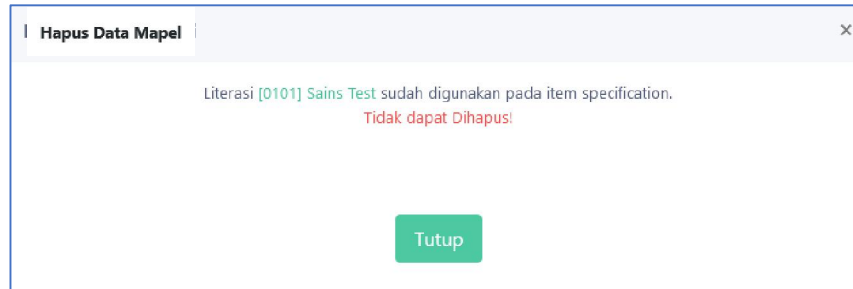 Hapus Data Mapel
Literasi [0101] Sains Test sudah digunakan pada item specification.
Tidak dapat Dihapus!
Tutup